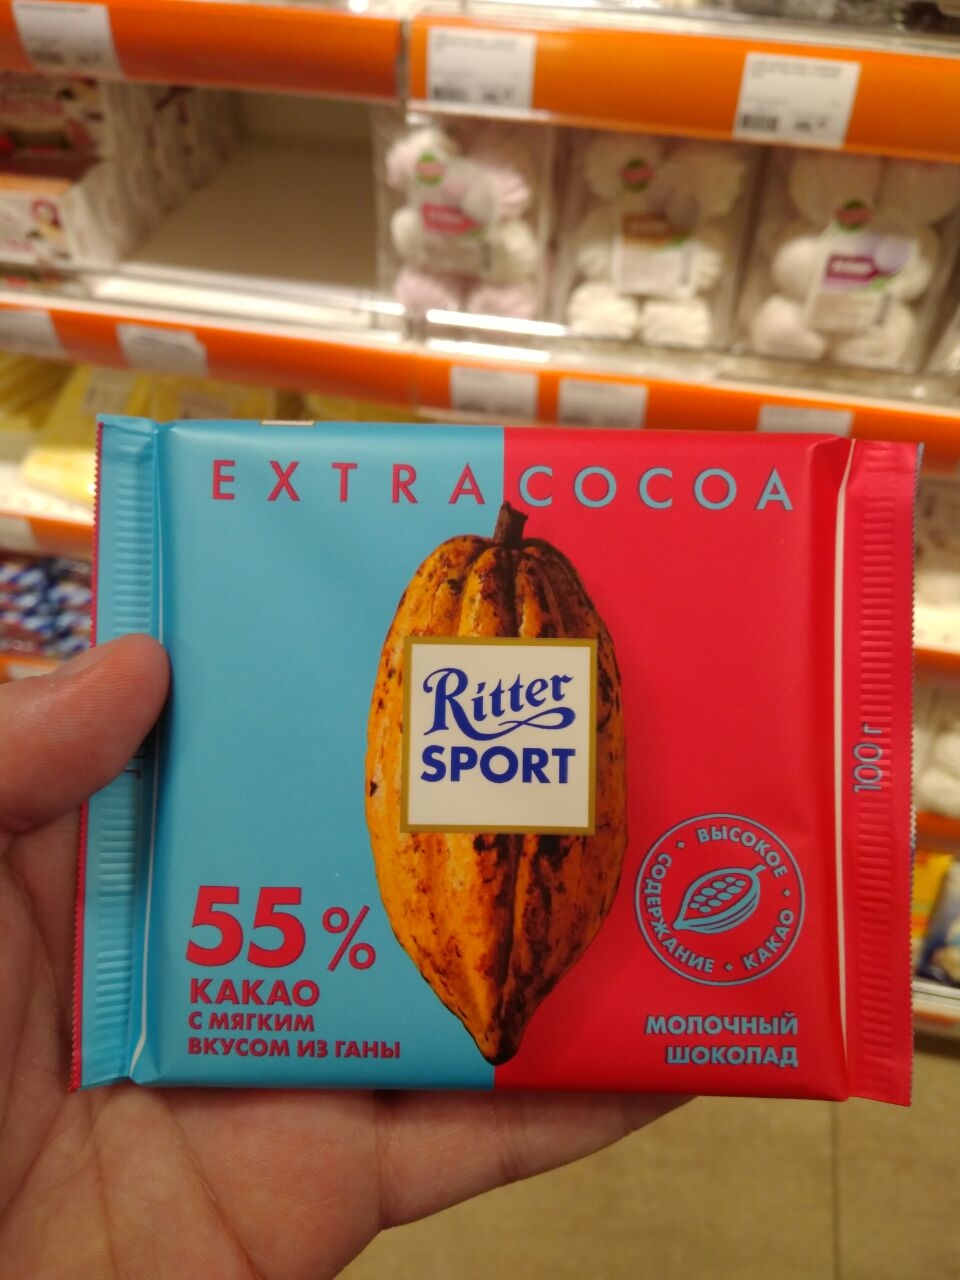 EXTRA COCOA
Ritter
SPORT
100 г
ВЫСОКОЕ • СОДЕРЖАНИЕ • КАКАО •
55 %
КАКАО
С МЯГКИМ
ВКУСОМ ИЗ ГАНЫ
МОЛОЧНЫЙ
ШОКОЛАД